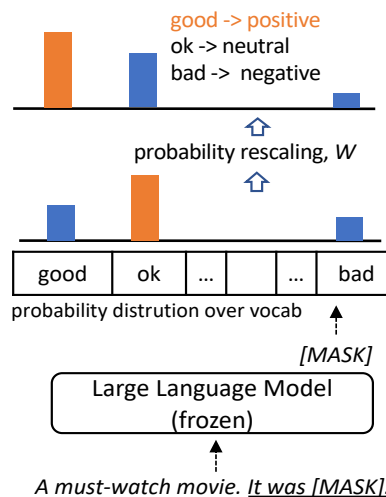 good -> positive
ok -> neutral
bad -> negative
probability rescaling, W
good ok ... ... bad
probability distrution over vocab
[MASK]
Large Language Model
(frozen)
A must-watch movie. It was [MASK].